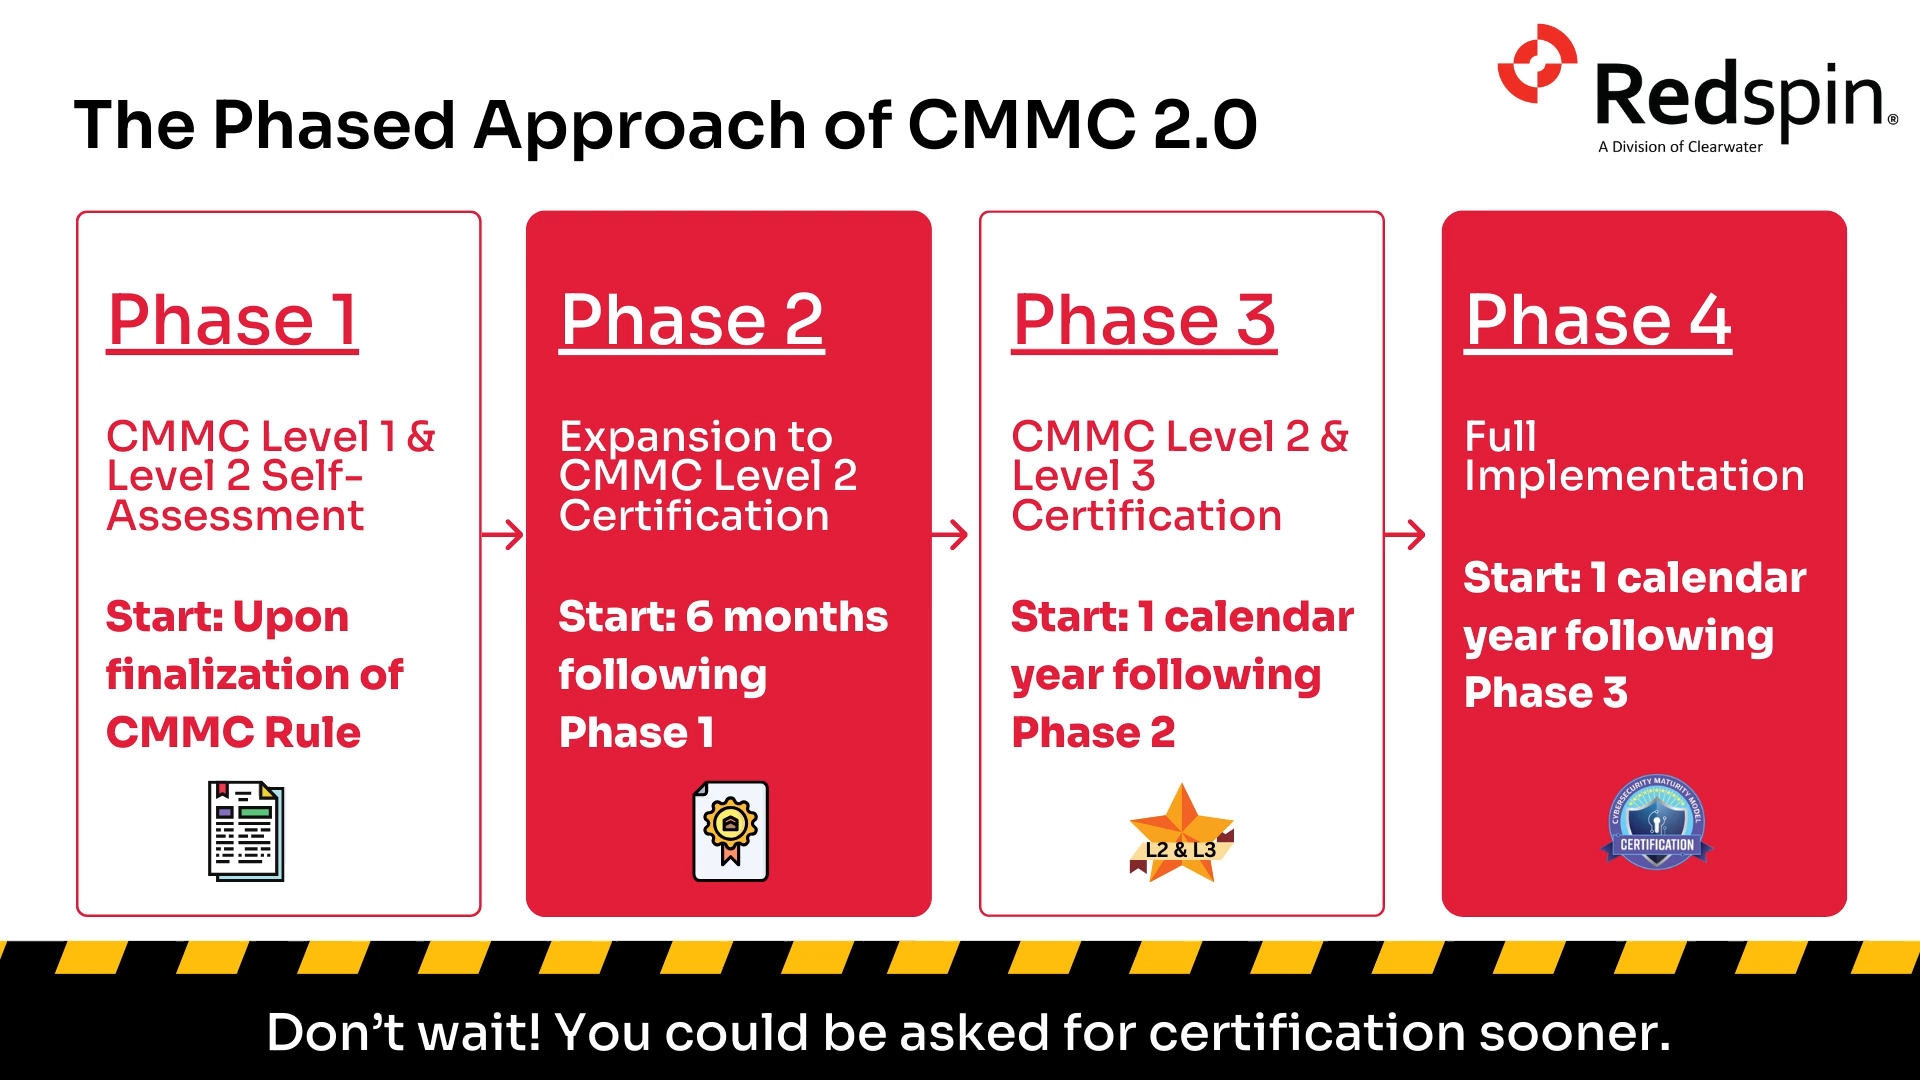 Redspin®
A Division of Clearwater
The Phased Approach of CMMC 2.0
Phase 1
CMMC Level 1 &
Level 2 Self-
Assessment
Start: Upon
finalization of
CMMC Rule
Phase 2
Expansion to
CMMC Level 2
Certification
Start: 6 months
following
Phase 1
Phase 3
CMMC Level 2 &
Level 3
Certification
Start: 1 calendar
year following
Phase 2
L2 & L3
Phase 4
Full
Implementation
Start: 1 calendar
year following
Phase 3
CYBERSECURITY MATURITY MODEL
CERTIFICATION
Don't wait! You could be asked for certification sooner.